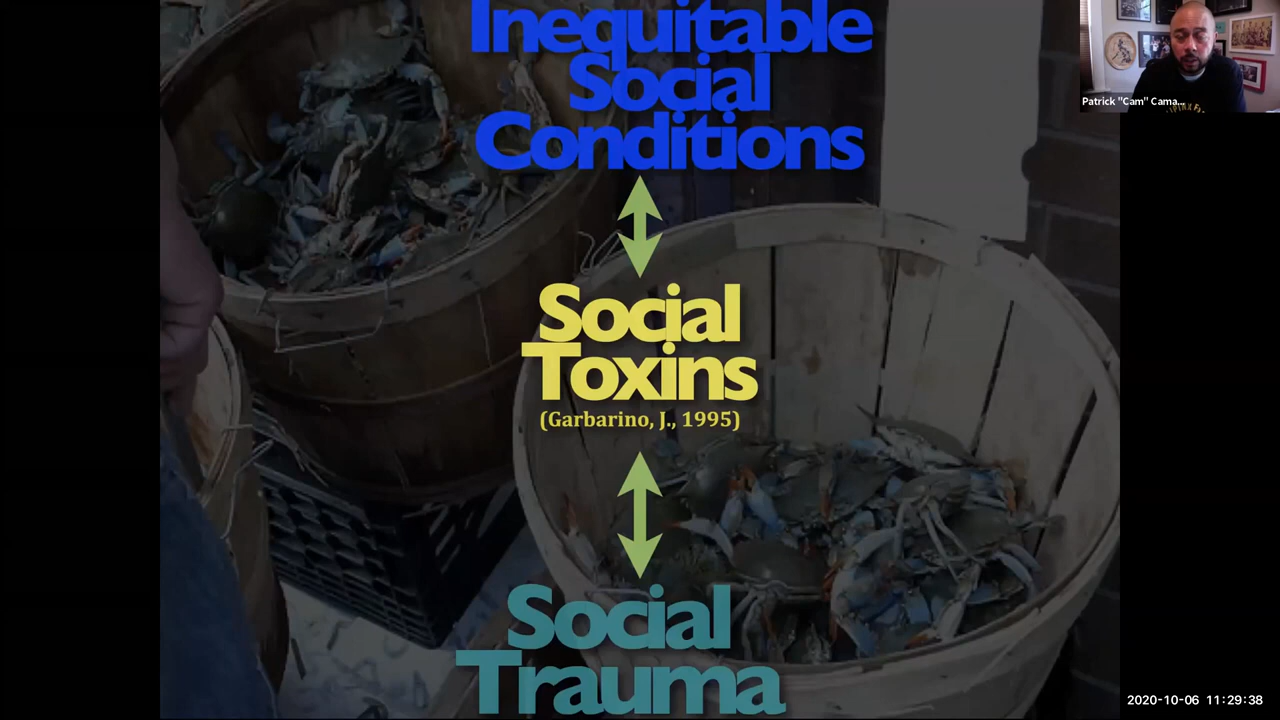 Inequitable
Social
Conditions
Social
Toxins
(Garbarino, J., 1995)
Social
Trauma
Patrick "Cam" Cama...
2020-10-06 11:29:38